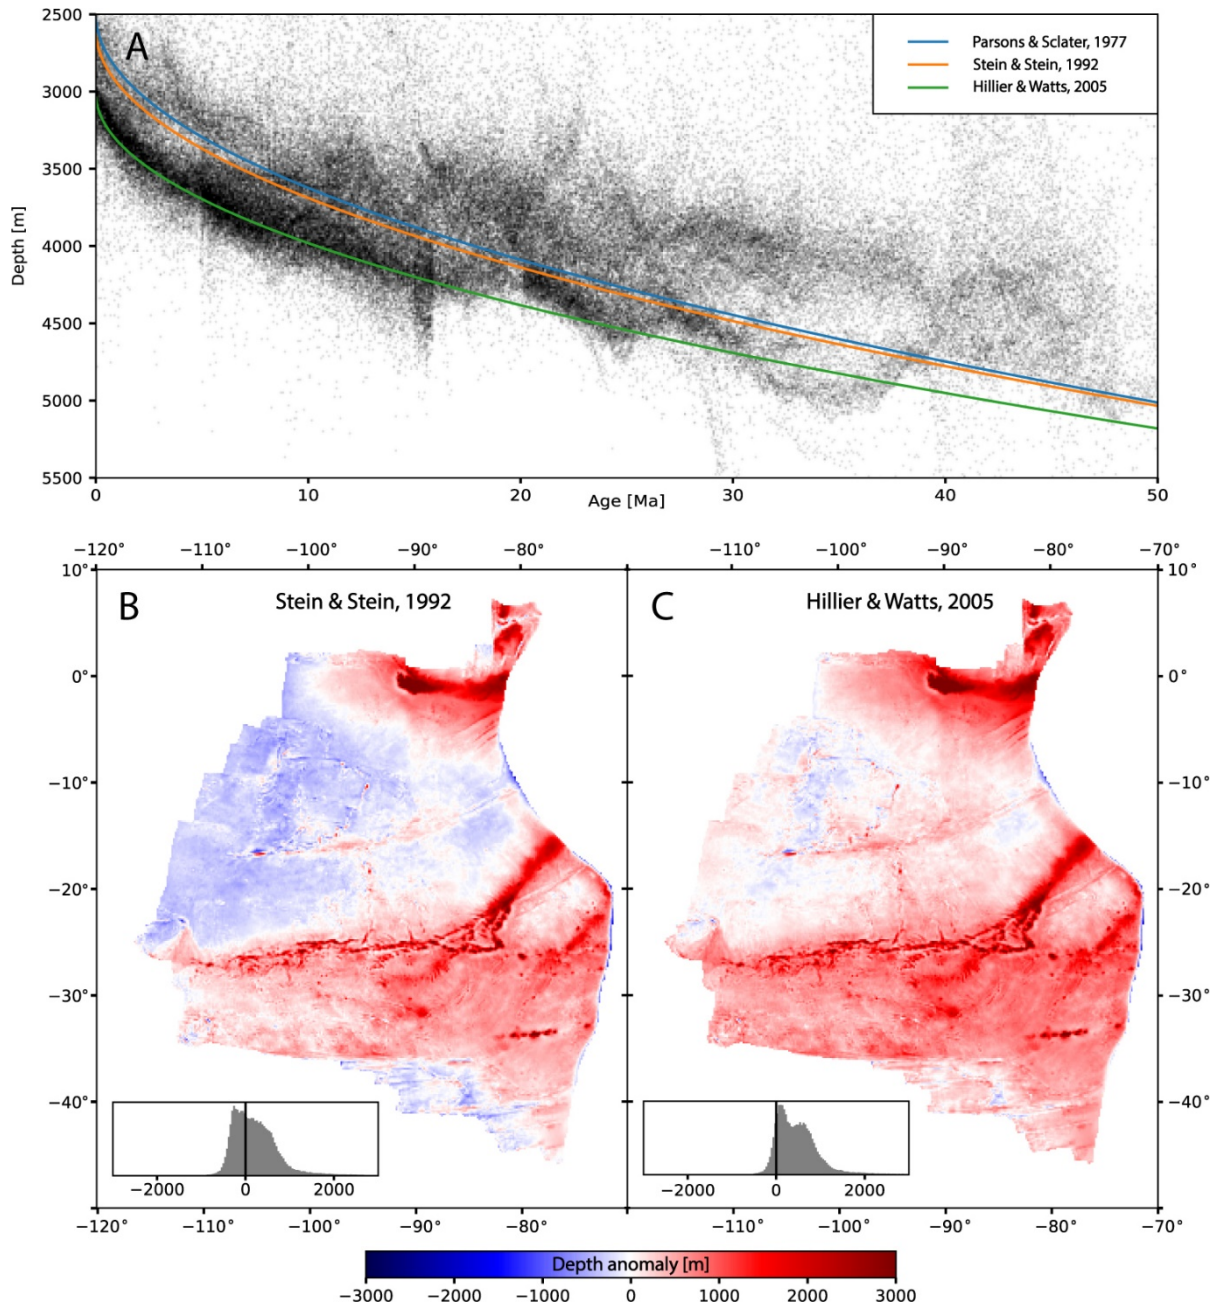 A
Parsons & Sclater, 1977
Stein & Stein, 1992
Hillier & Watts, 2005
2500
3000
3500
4000
4500
5000
5500
Depth [m]
0 10 20 30 40 50
Age [Ma]
−120° −110° −100° −90° −80° −110° −100° −90° −80° −70°
B Stein & Stein, 1992
C Hillier & Watts, 2005
10° 10°
0° 0°
−10° −10°
−20° −20°
−30° −30°
−40° −40°
−2000 0 2000
−2000 0 2000
−120° −110° −100° −90° −80° −110° −100° −90° −80° −70°
Depth anomaly [m]
−3000 −2000 −1000 0 1000 2000 3000